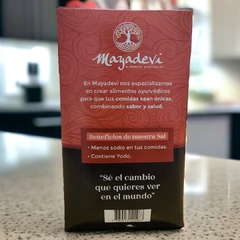 Mayadevi
En Mayadevi nos especializamos
en crear alimentos ayurvédicos
para que tus comidas sean únicas,
combinando sabor y salud.
Beneficios de nuestra Sal
• Menos sodio en tus comidas.
• Contiene Yodo.
"Sé el cambio
que quieres ver
en el mundo"